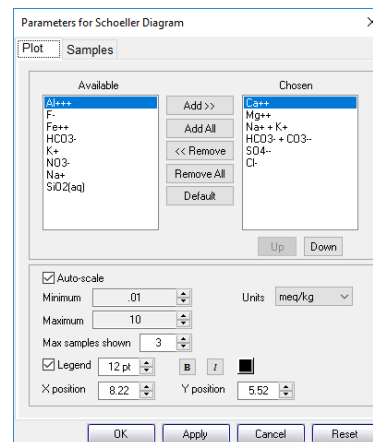 Parameters for Schoeller Diagram
Plot Samples
Available Chosen
Al+++
F-
Fe++
HCO3-
K+
NO3-
Na+
SiO2(aq)
Add >>
Add All
<< Remove
Remove All
Default
Ca++
Mg++
Na+ + K+
HCO3- + CO3--
SO4--
Cl-
Up Down
Auto-scale
Minimum .01 Units meq/kg
Maximum 10
Max samples shown 3
Legend 12 pt B I
X position 8.22 Y position 5.52
OK Apply Cancel Reset